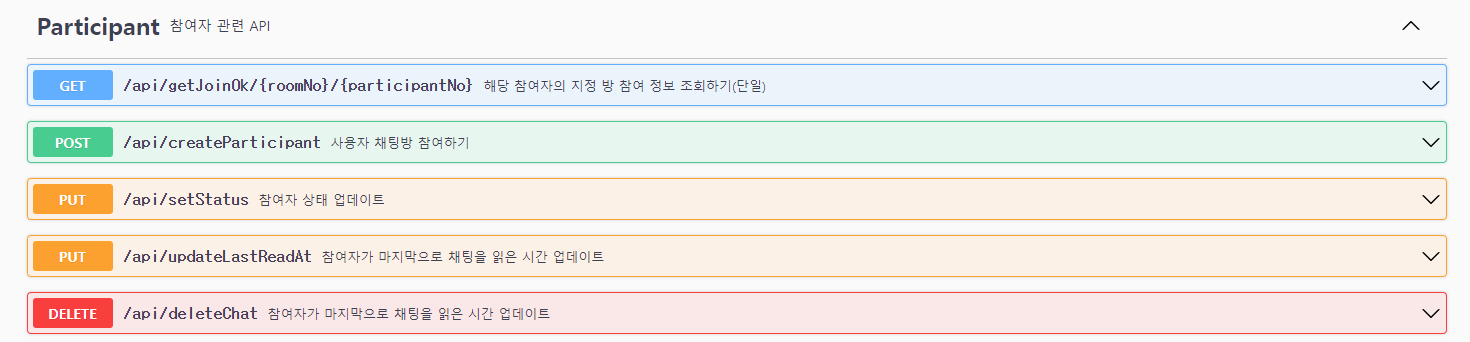 Participant 참여자 관련 API
GET /api/getJoinOk/{roomNo}/{participantNo} 해당 참여자의 지정 방 참여 정보 조회하기(단일)
POST /api/createParticipant 사용자 채팅방 참여하기
PUT /api/setStatus 참여자 상태 업데이트
PUT /api/updateLastReadAt 참여자가 마지막으로 채팅을 읽은 시간 업데이트
DELETE /api/deleteChat 참여자가 마지막으로 채팅을 읽은 시간 업데이트